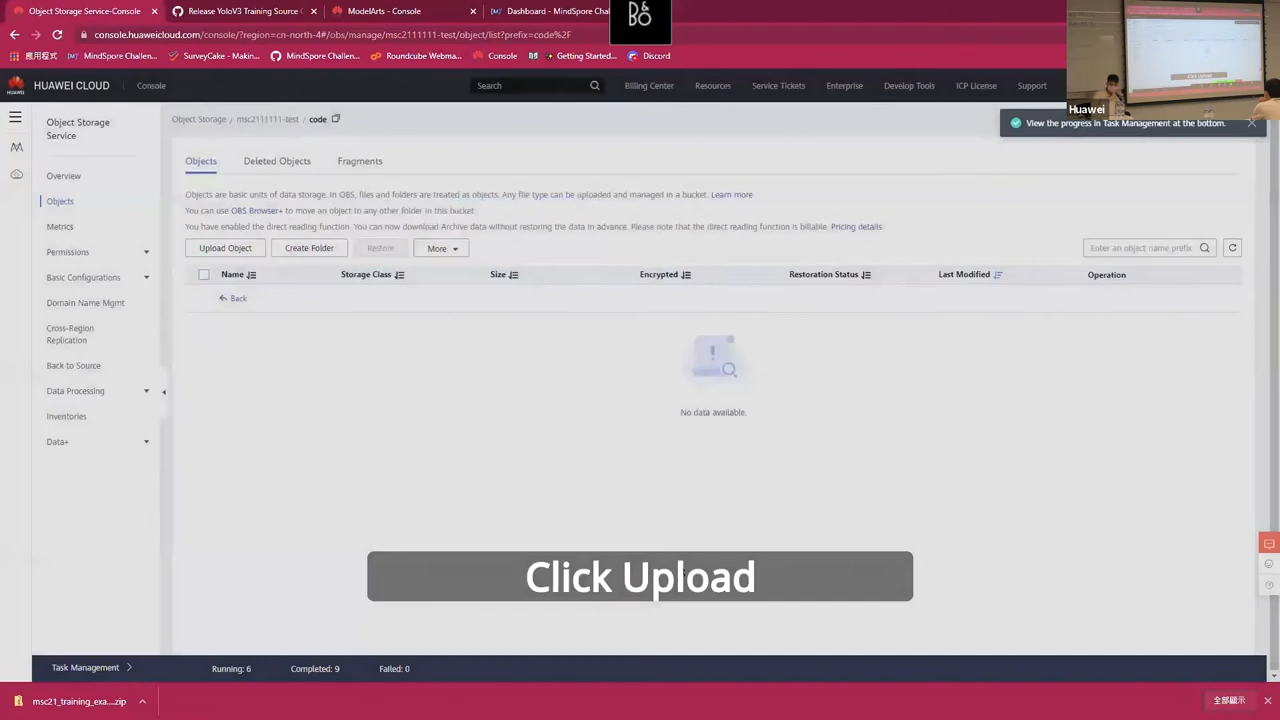 Object Storage Service-Console
Release YoloV3 Training Source C
ModelArts - Console
Dashboard - MindSpore Chall
B&O
console.huaweicloud.com/console/?region=cn-north-4#/obs/manage/msc2111111-test/object/list?prefix=code%2F
應用程式
MindSpore Challen...
SurveyCake - Makin...
MindSpore Challen...
Roundcube Webma...
Console
Getting Started...
Discord
HUAWEI CLOUD
Console
Search
Billing Center
Resources
Service Tickets
Enterprise
Develop Tools
ICP License
Support
Click Upload
Huawei
Object Storage Service
Object Storage / msc2111111-test / code
View the progress in Task Management at the bottom.
Overview
Objects
Metrics
Permissions
Basic Configurations
Domain Name Mgmt
Cross-Region
Replication
Back to Source
Data Processing
Inventories
Data+
Objects
Deleted Objects
Fragments
Objects are basic units of data storage. In OBS, files and folders are treated as objects. Any file type can be uploaded and managed in a bucket. Learn more
You can use OBS Browser+ to move an object to any other folder in this bucket.
You have enabled the direct reading function. You can now download Archive data without restoring the data in advance. Please note that the direct reading function is billable. Pricing details
Upload Object
Create Folder
Restore
More
Enter an object name prefix
Name
Storage Class
Size
Encrypted
Restoration Status
Last Modified
Operation
Back
No data available.
Click Upload
Task Management
Running: 6
Completed: 9
Failed: 0
msc21_training_exa....zip
全部顯示